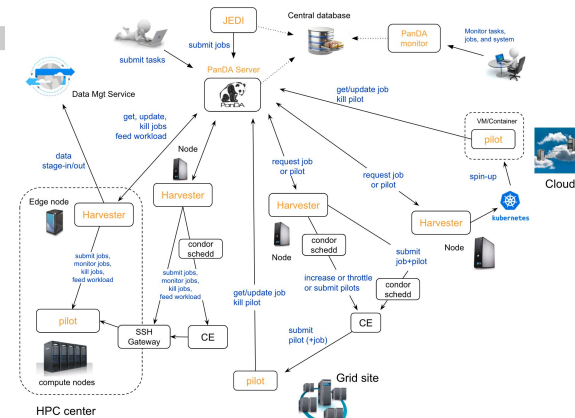 JEDI
Central database
PanDA
monitor
Monitor tasks,
jobs, and system
submit jobs
submit tasks
PanDA Server
PanDA
Data Mgt Service
get/update job
kill pilot
get, update,
kill jobs
feed workload
VM/Container
pilot
Node
data
stage-in/out
request job
or pilot
request job
or pilot
spin-up
Cloud
Edge node
Harvester
Harvester
Harvester
Harvester
kubernetes
Node
Node
condor
schedd
condor
schedd
submit jobs,
monitor jobs,
kill jobs,
feed workload
submit jobs,
monitor jobs,
kill jobs,
feed workload
submit
job+pilot
increase or throttle
or submit pilots
condor
schedd
get/update job
kill pilot
pilot
SSH
Gateway
CE
CE
submit
pilot (+job)
compute nodes
pilot
Grid site
HPC center